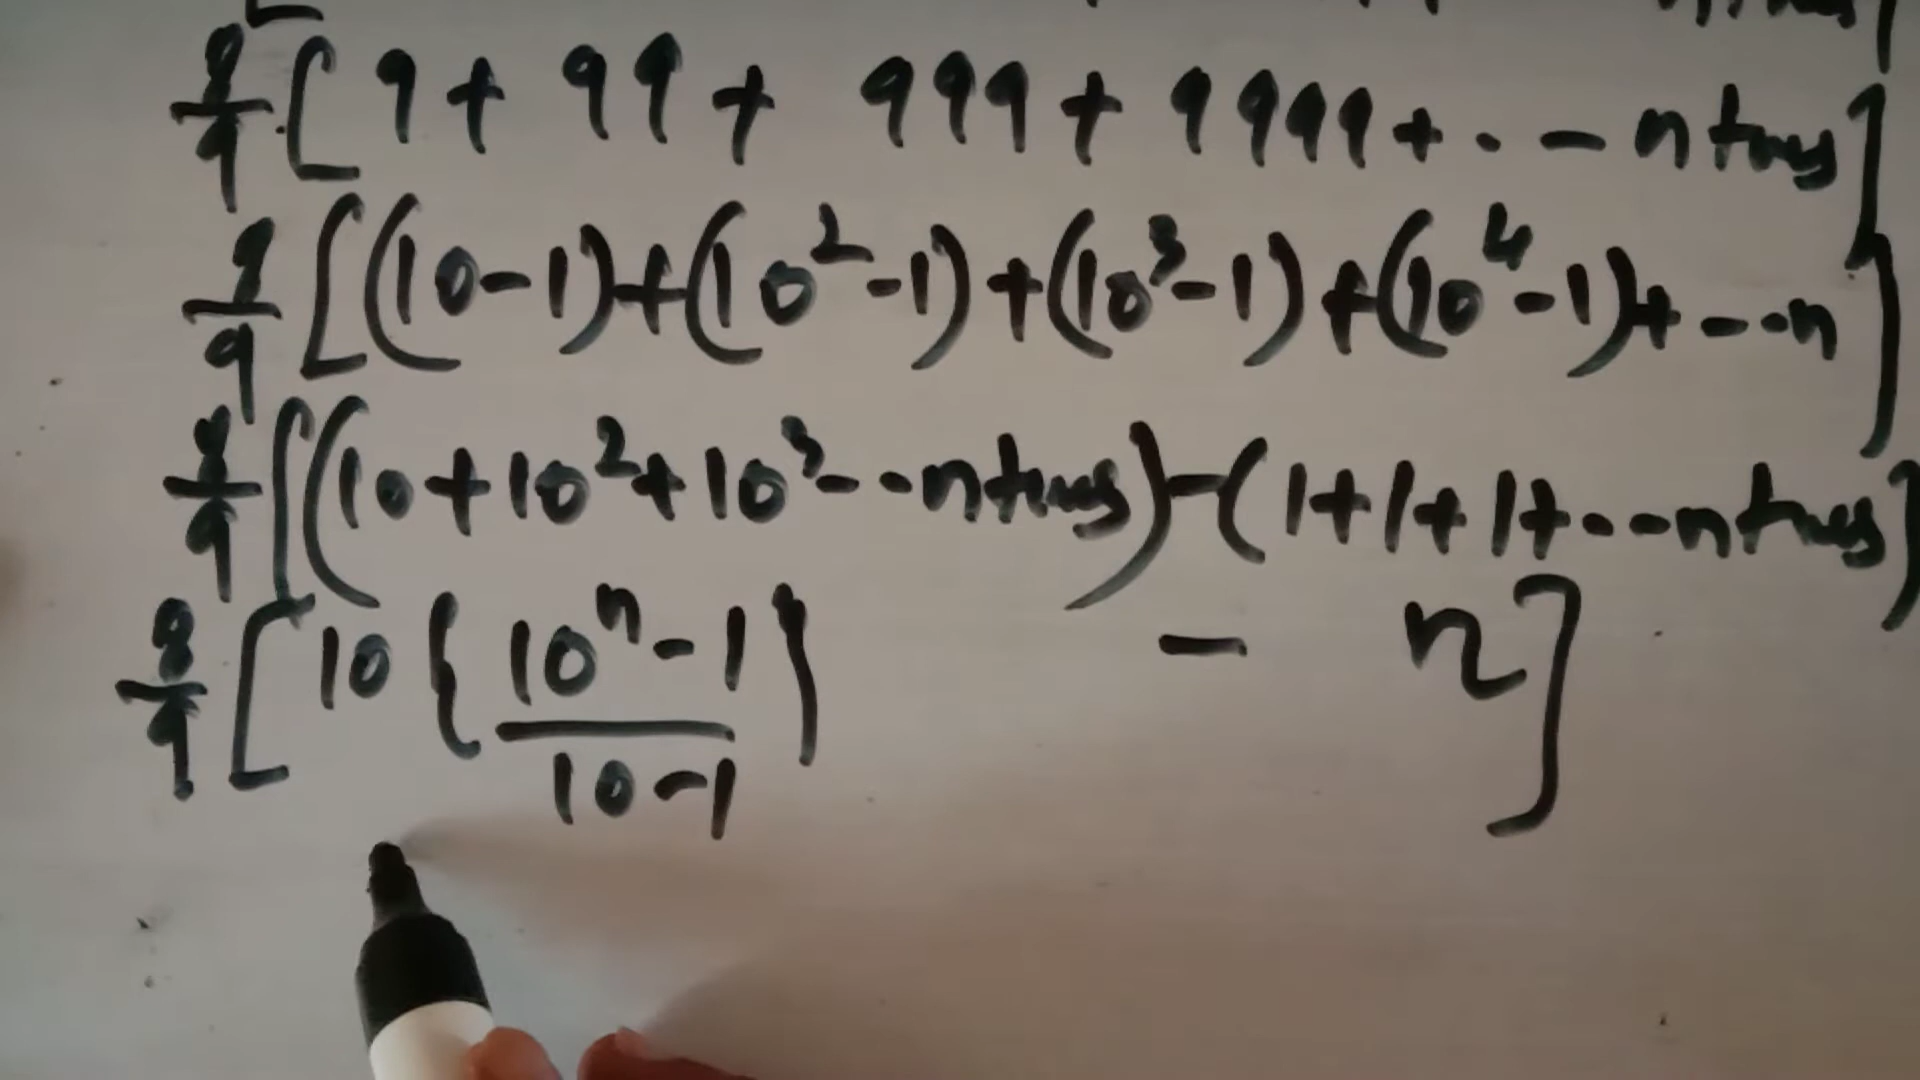 8/9 [ 9 + 99 + 999 + 9999 + . - - n terms ]
8/9 [ (10-1) + (10² -1) + (10³ -1) + (10⁴ -1) + - - - n ]
8/9 [ (10 + 10² + 10³ - - - n terms) - (1 + 1 + 1 + - - - n terms) ]
8/9 [ 10 { 10ⁿ - 1 / 10 - 1 } - n ]